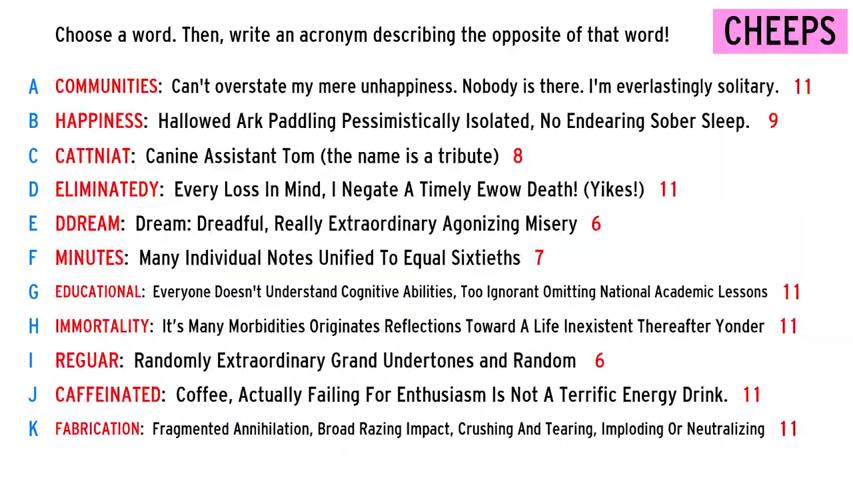 Choose a word. Then, write an acronym describing the opposite of that word!
CHEEPS
A COMMUNITIES: Can't overstate my mere unhappiness. Nobody is there. I'm everlastingly solitary. 11
B HAPPINESS: Hallowed Ark Paddling Pessimistically Isolated, No Endearing Sober Sleep. 9
C CATTNIAT: Canine Assistant Tom (the name is a tribute) 8
D ELIMINATEDY: Every Loss In Mind, I Negate A Timely Ewow Death! (Yikes!) 11
E DDREAM: Dream: Dreadful, Really Extraordinary Agonizing Misery 6
F MINUTES: Many Individual Notes Unified To Equal Sixtieths 7
G EDUCATIONAL: Everyone Doesn't Understand Cognitive Abilities, Too Ignorant Omitting National Academic Lessons 11
H IMMORTALITY: It's Many Morbidities Originates Reflections Toward A Life Inexistent Thereafter Yonder 11
I REGUAR: Randomly Extraordinary Grand Undertones and Random 6
J CAFFEINATED: Coffee, Actually Failing For Enthusiasm Is Not A Terrific Energy Drink. 11
K FABRICATION: Fragmented Annihilation, Broad Razing Impact, Crushing And Tearing, Imploding Or Neutralizing 11